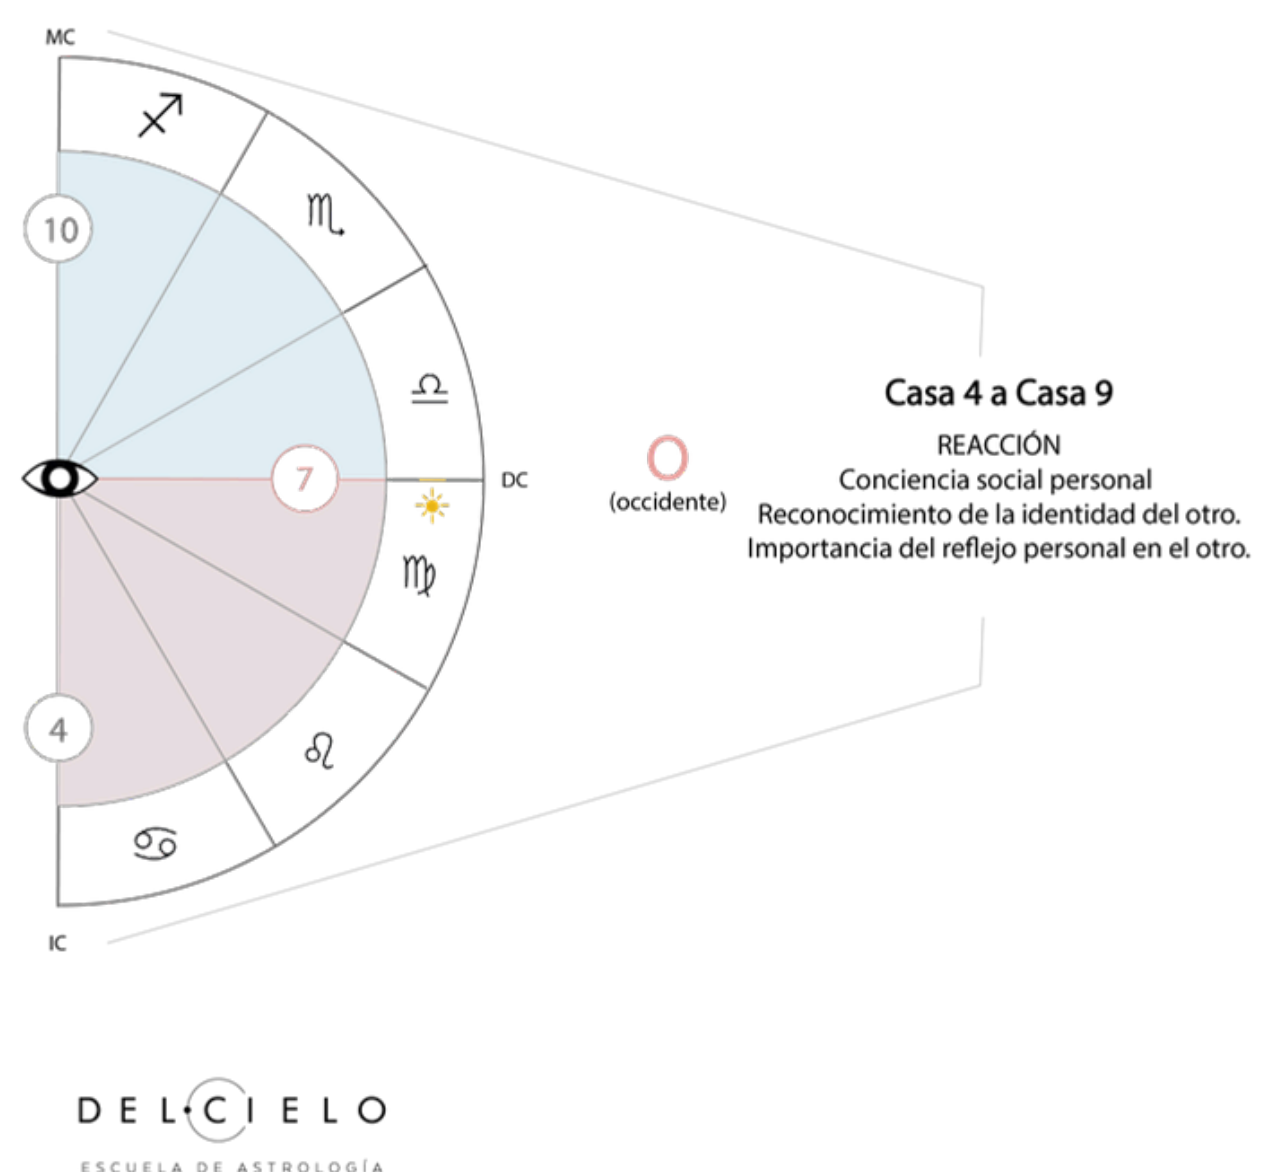 MC
10
7
DC
4
IC
O
(occidente)
Casa 4 a Casa 9
REACCIÓN
Conciencia social personal
Reconocimiento de la identidad del otro.
Importancia del reflejo personal en el otro.
DEL·CIELO
ESCUELA DE ASTROLOGÍA